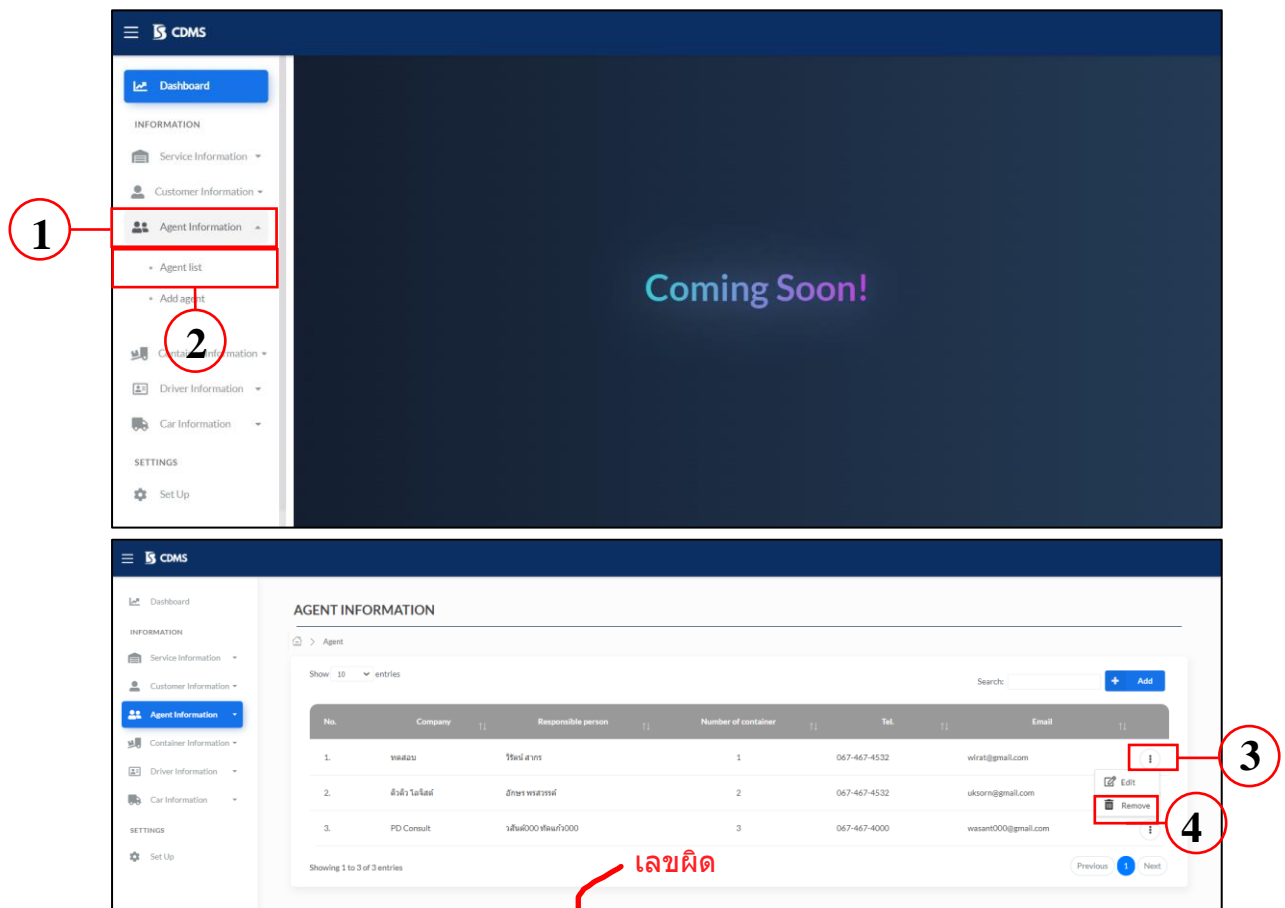 CDMS
Dashboard
INFORMATION
Service Information
Customer Information
Agent Information
1
Agent list
Add agent
2
Container Information
Driver Information
Car Information
SETTINGS
Set Up
Coming Soon!
CDMS
Dashboard
INFORMATION
Service Information
Customer Information
Agent Information
Container Information
Driver Information
Car Information
SETTINGS
Set Up
AGENT INFORMATION
> Agent
Show 10 entries
Search:
+ Add
No. Company Responsible person Number of container Tel. Email
1. ทดสอบ วิรัตน์ สากร 1 067-467-4532 wirat@gmail.com
3
Edit
2. ติวติว โลจิสต์ อักษร พรสวรรค์ 2 067-467-4532 uksorn@gmail.com
Remove
4
3. PD Consult วสันต์000 ทัดแก้ว000 3 067-467-4000 wasant000@gmail.com
Showing 1 to 3 of 3 entries
Previous 1 Next
เลขผิด